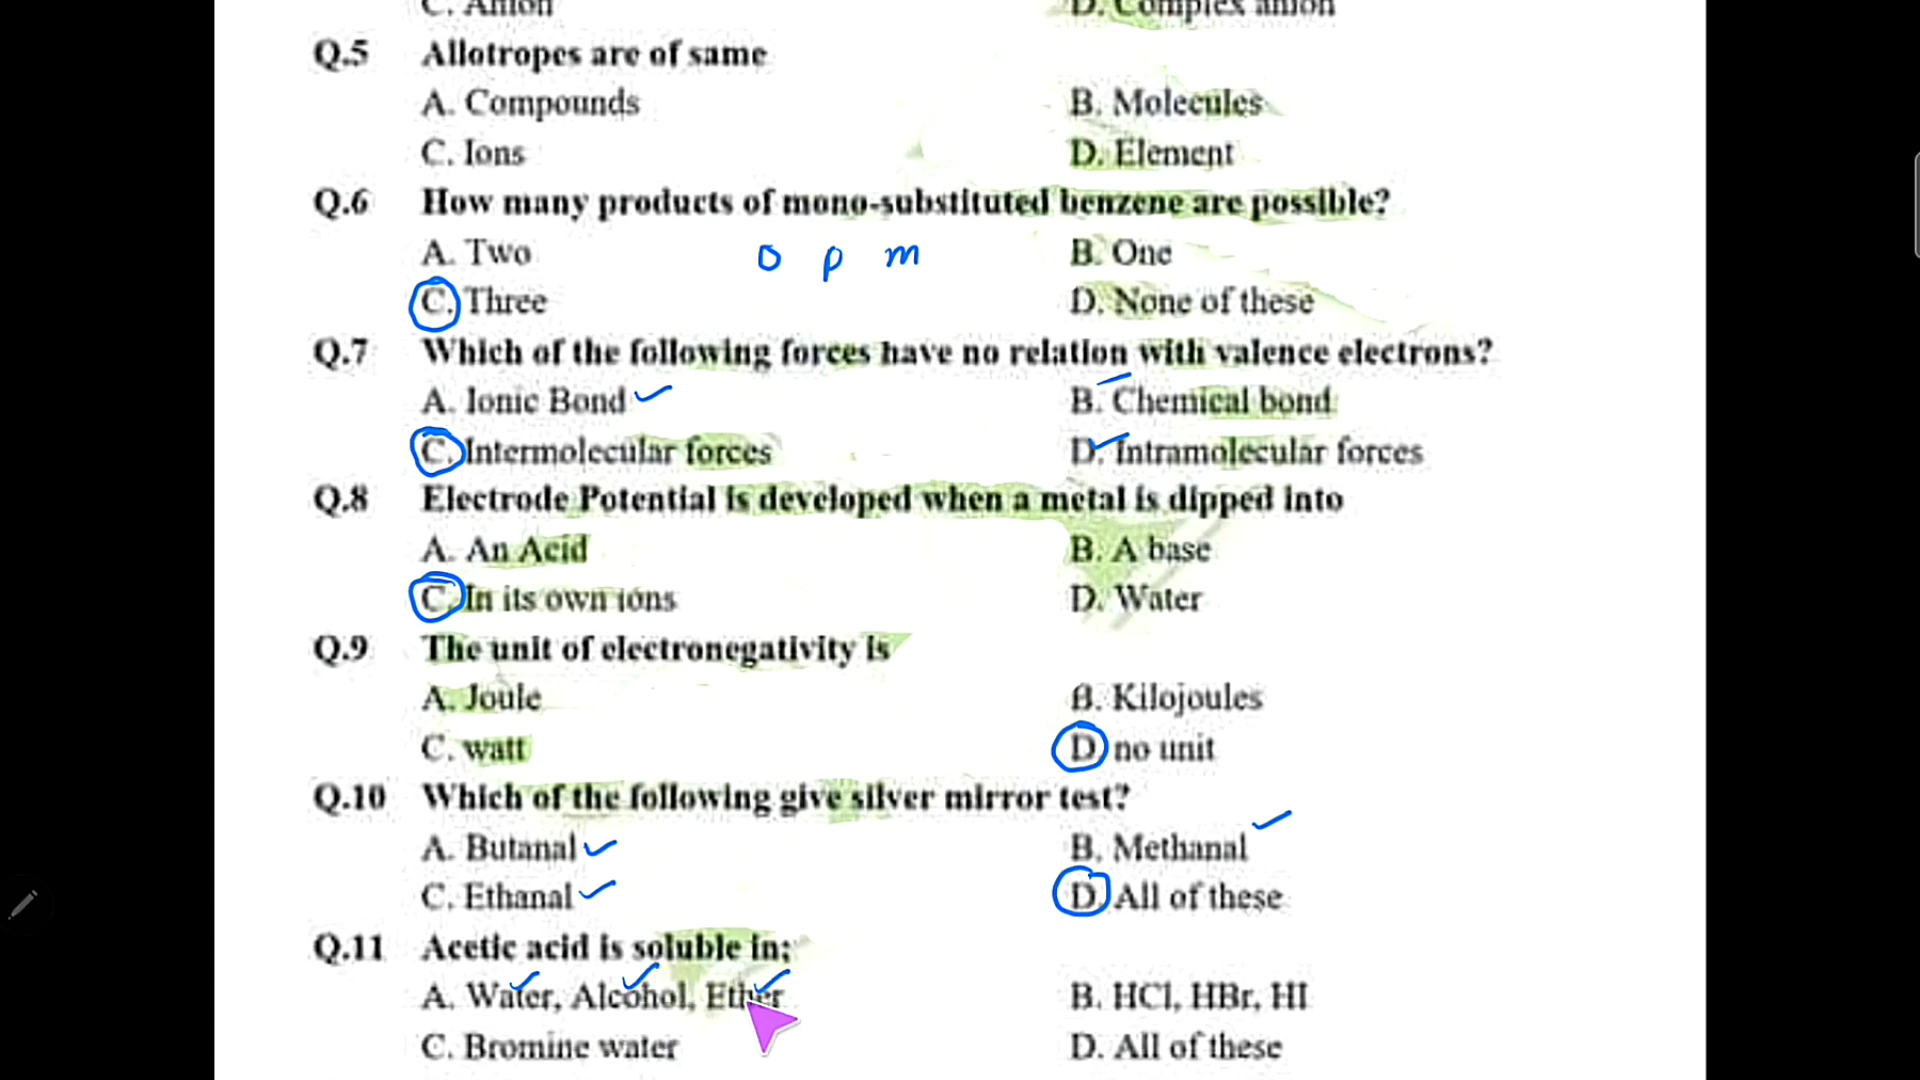 C. Anion D. Complex anion
Q.5 Allotropes are of same
A. Compounds B. Molecules
C. Ions D. Element
Q.6 How many products of mono-substituted benzene are possible?
A. Two o p m B. One
C. Three D. None of these
Q.7 Which of the following forces have no relation with valence electrons?
A. Ionic Bond B. Chemical bond
C. Intermolecular forces D. Intramolecular forces
Q.8 Electrode Potential is developed when a metal is dipped into
A. An Acid B. A base
C. In its own ions D. Water
Q.9 The unit of electronegativity is
A. Joule B. Kilojoules
C. watt D. no unit
Q.10 Which of the following give silver mirror test?
A. Butanal B. Methanal
C. Ethanal D. All of these
Q.11 Acetic acid is soluble in;
A. Water, Alcohol, Ether B. HCl, HBr, HI
C. Bromine water D. All of these